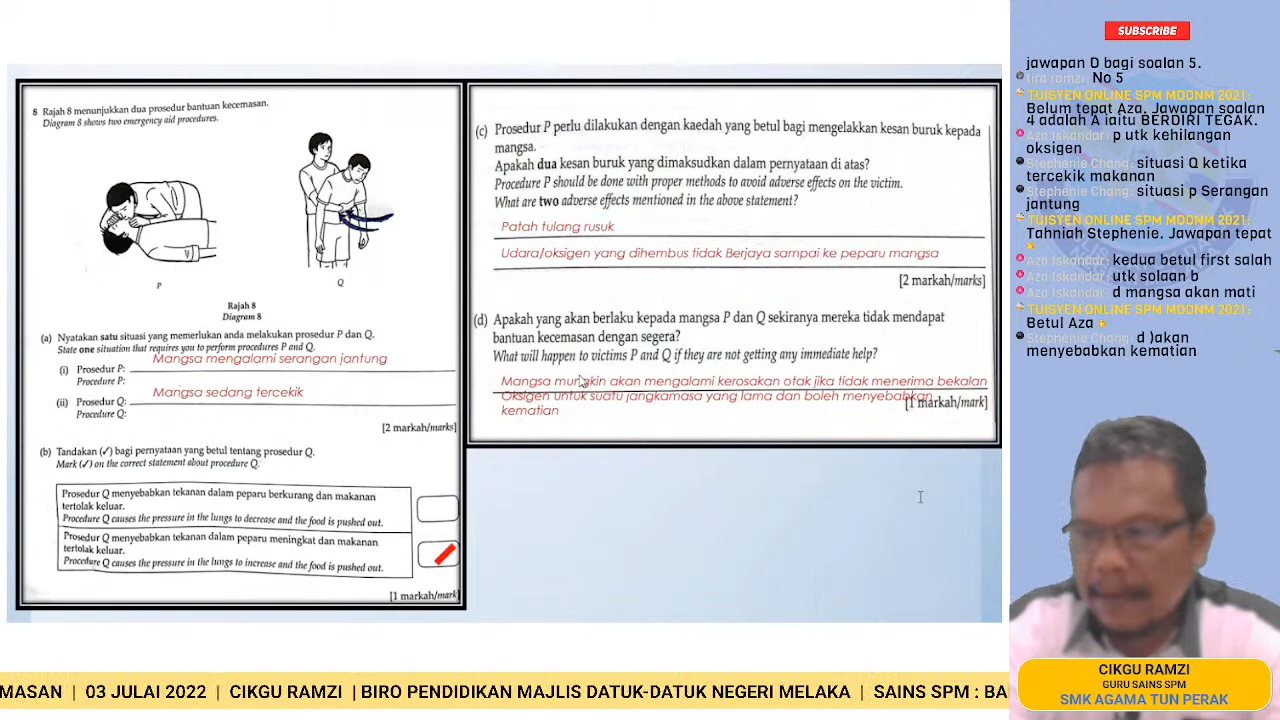 8 Rajah 8 menunjukkan dua prosedur bantuan kecemasan.
Diagram 8 shows two emergency aid procedures.
P
Q
Rajah 8
Diagram 8
(a) Nyatakan satu situasi yang memerlukan anda melakukan prosedur P dan Q.
State one situation that requires you to perform procedures P and Q.
Mangsa mengalami serangan jantung
(i) Prosedur P:
Procedure P:
Mangsa sedang tercekik
(ii) Prosedur Q:
Procedure Q:
[2 markah/marks]
(b) Tandakan (✓) bagi pernyataan yang betul tentang prosedur Q.
Mark (✓) on the correct statement about procedure Q.
Prosedur Q menyebabkan tekanan dalam peparu berkurang dan makanan
tertolak keluar.
Procedure Q causes the pressure in the lungs to decrease and the food is pushed out.
Prosedur Q menyebabkan tekanan dalam peparu meningkat dan makanan
tertolak keluar.
Procedure Q causes the pressure in the lungs to increase and the food is pushed out.
[1 markah/mark]
(c) Prosedur P perlu dilakukan dengan kaedah yang betul bagi mengelakkan kesan buruk kepada
mangsa.
Apakah dua kesan buruk yang dimaksudkan dalam pernyataan di atas?
Procedure P should be done with proper methods to avoid adverse effects on the victim.
What are two adverse effects mentioned in the above statement?
Patah tulang rusuk
Udara/oksigen yang dihembus tidak Berjaya sampai ke peparu mangsa
[2 markah/marks]
(d) Apakah yang akan berlaku kepada mangsa P dan Q sekiranya mereka tidak mendapat
bantuan kecemasan dengan segera?
What will happen to victims P and Q if they are not getting any immediate help?
Mangsa mungkin akan mengalami kerosakan otak jika tidak menerima bekalan
Oksigen untuk suatu jangkamasa yang lama dan boleh menyebabkan
[1 markah/mark]
kematian
SUBSCRIBE
jawapan D bagi soalan 5.
lira ramzi: No 5
TUISYEN ONLINE SPM MDDNM 2021:
Belum tepat Aza. Jawapan soalan
4 adalah A iaitu BERDIRI TEGAK.
Aza Iskandar: p utk kehilangan
oksigen
Stephenie Chang: situasi Q ketika
tercekik makanan
Stephenie Chang: situasi p Serangan
jantung
TUISYEN ONLINE SPM MDDNM 2021:
Tahniah Stephenie. Jawapan tepat
Aza Iskandar: kedua betul first salah
Aza Iskandar: utk solaan b
Aza Iskandar: d mangsa akan mati
TUISYEN ONLINE SPM MDDNM 2021:
Betul Aza
Stephenie Chang: d )akan
menyebabkan kematian
CIKGU RAMZI
GURU SAINS SPM
SMK AGAMA TUN PERAK
MASAN | 03 JULAI 2022 | CIKGU RAMZI | BIRO PENDIDIKAN MAJLIS DATUK-DATUK NEGERI MELAKA | SAINS SPM : BA